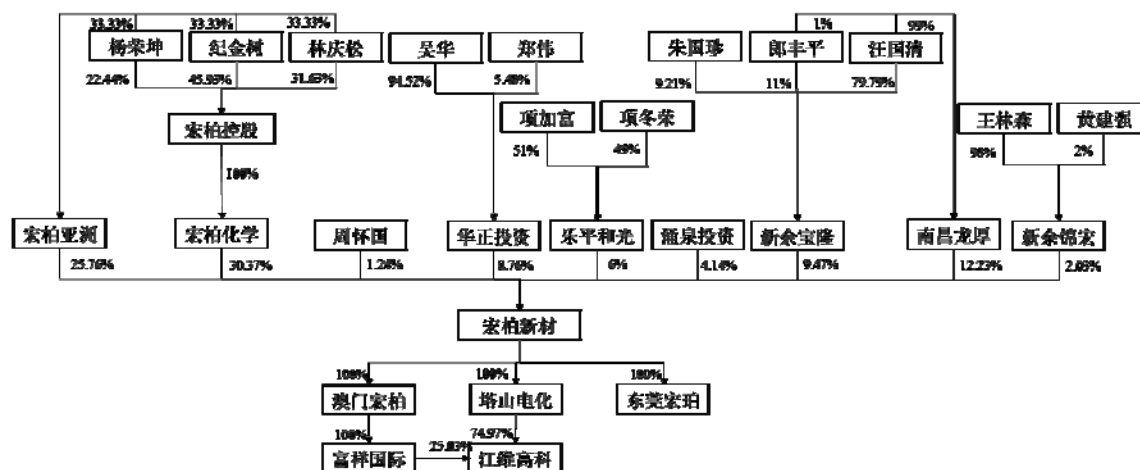 33.33% 33.33% 33.33% 1% 99%
杨荣坤 纪金树 林庆松 吴华 郑伟 朱国珍 郎丰平 汪国清
22.44% 45.93% 31.63% 94.52% 5.48% 9.21% 11% 79.79%
宏柏控股 项加富 项冬荣 王林森 黄建强
51% 49% 98% 2%
100%
宏柏亚洲 宏柏化学 周怀国 华正投资 乐平和光 涌泉投资 新余宝隆 南昌龙厚 新余锦宏
25.76% 30.37% 8.76% 6% 4.14% 9.47% 12.23%
宏柏新材
100% 100% 100%
澳门宏柏 塔山电化 东莞宏珀
100% 25.03% 74.97%
富祥国际 江维高科